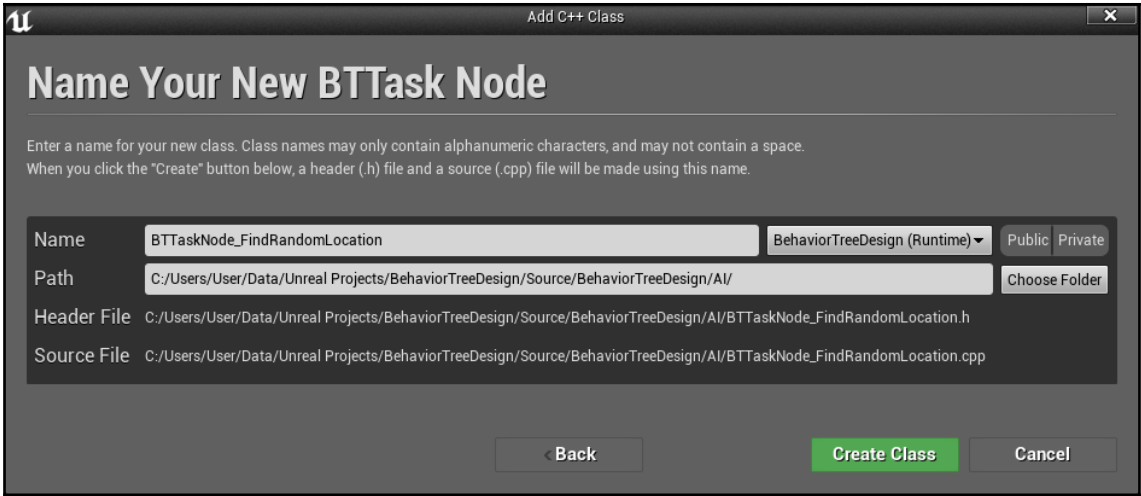 Add C++ Class
Name Your New BTTask Node
Enter a name for your new class. Class names may only contain alphanumeric characters, and may not contain a space.
When you click the "Create" button below, a header (.h) file and a source (.cpp) file will be made using this name.
Name BTTaskNode_FindRandomLocation BehaviorTreeDesign (Runtime) Public Private
Path C:/Users/User/Data/Unreal Projects/BehaviorTreeDesign/Source/BehaviorTreeDesign/AI/ Choose Folder
Header File C:/Users/User/Data/Unreal Projects/BehaviorTreeDesign/Source/BehaviorTreeDesign/AI/BTTaskNode_FindRandomLocation.h
Source File C:/Users/User/Data/Unreal Projects/BehaviorTreeDesign/Source/BehaviorTreeDesign/AI/BTTaskNode_FindRandomLocation.cpp
Back Create Class Cancel